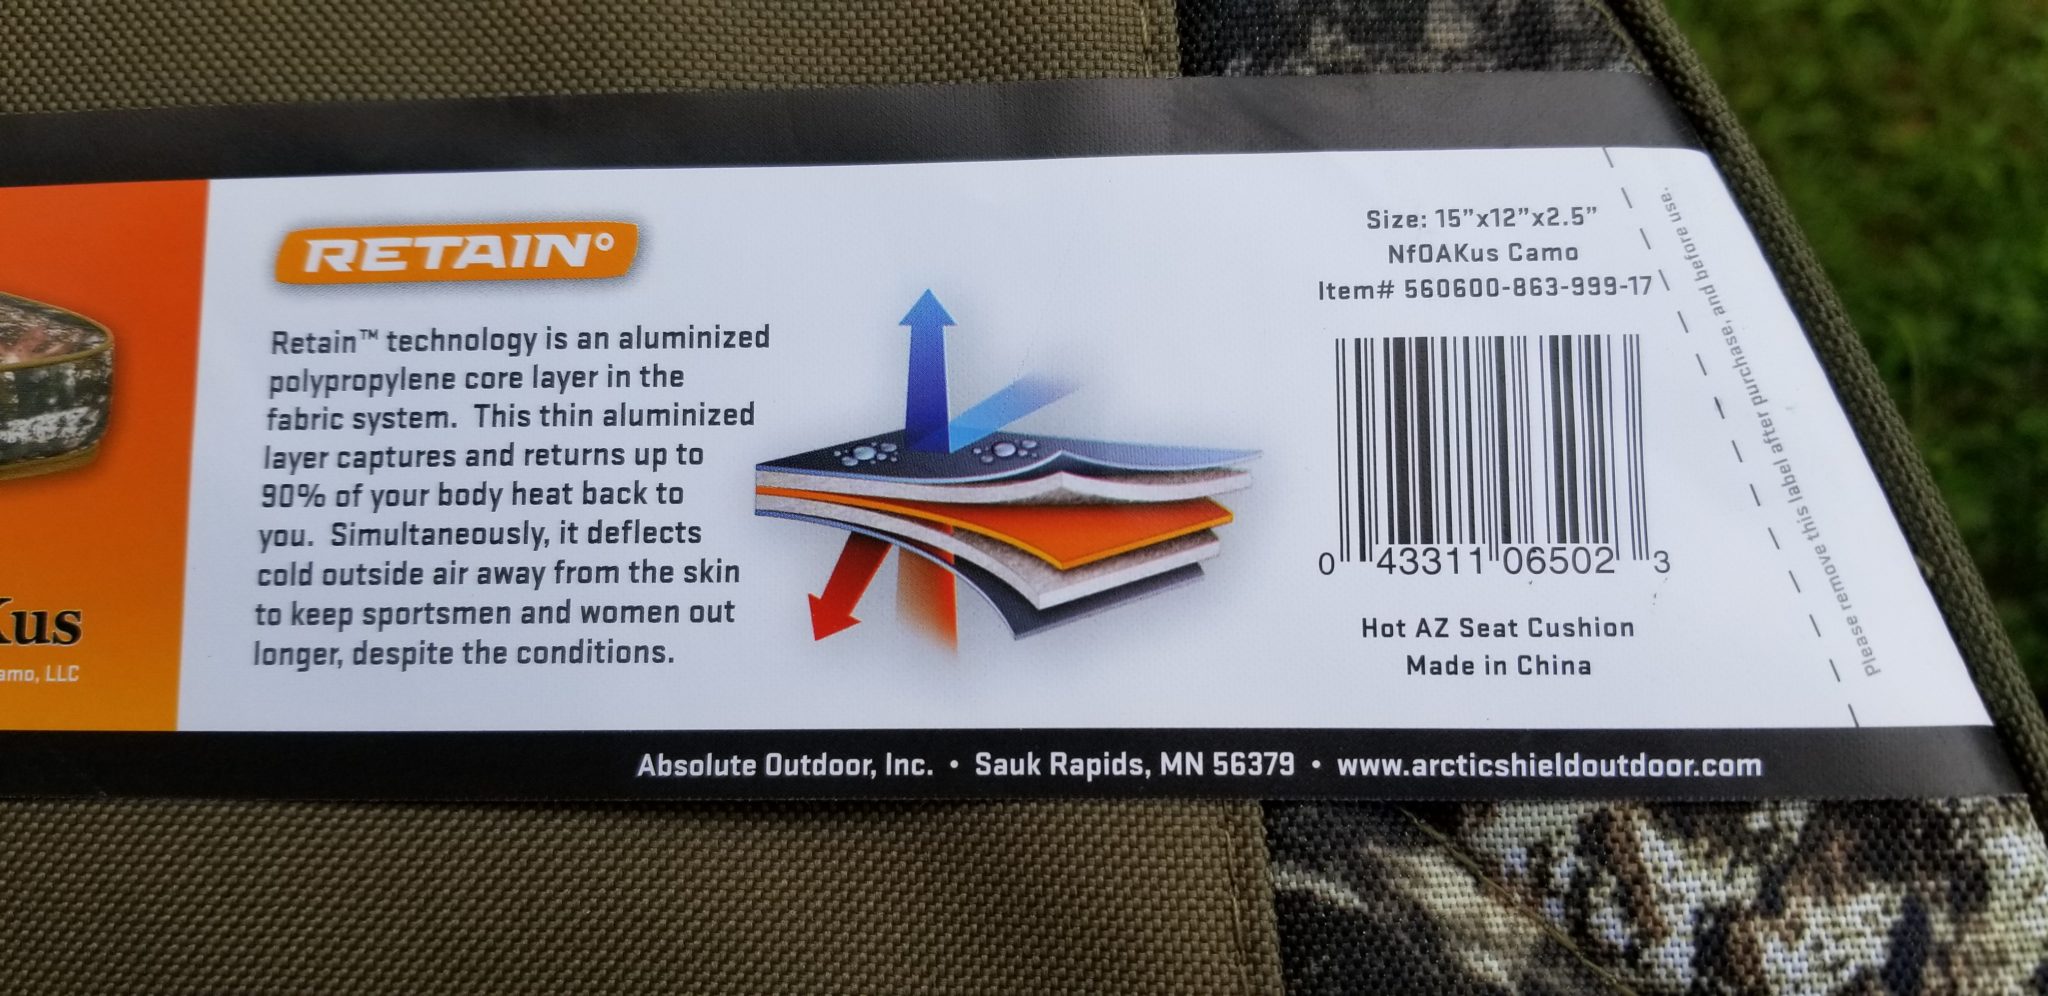 RETAIN°
Retain™ technology is an aluminized
polypropylene core layer in the
fabric system. This thin aluminized
layer captures and returns up to
90% of your body heat back to
you. Simultaneously, it deflects
cold outside air away from the skin
to keep sportsmen and women out
longer, despite the conditions.
Size: 15”x12”x2.5”
NfOAKus Camo
Item# 560600-863-999-17
0 43311 06502 3
Hot AZ Seat Cushion
Made in China
Please remove this label after purchase, and before use.
Kus
amo, LLC
Absolute Outdoor, Inc. • Sauk Rapids, MN 56379 • www.arcticshieldoutdoor.com